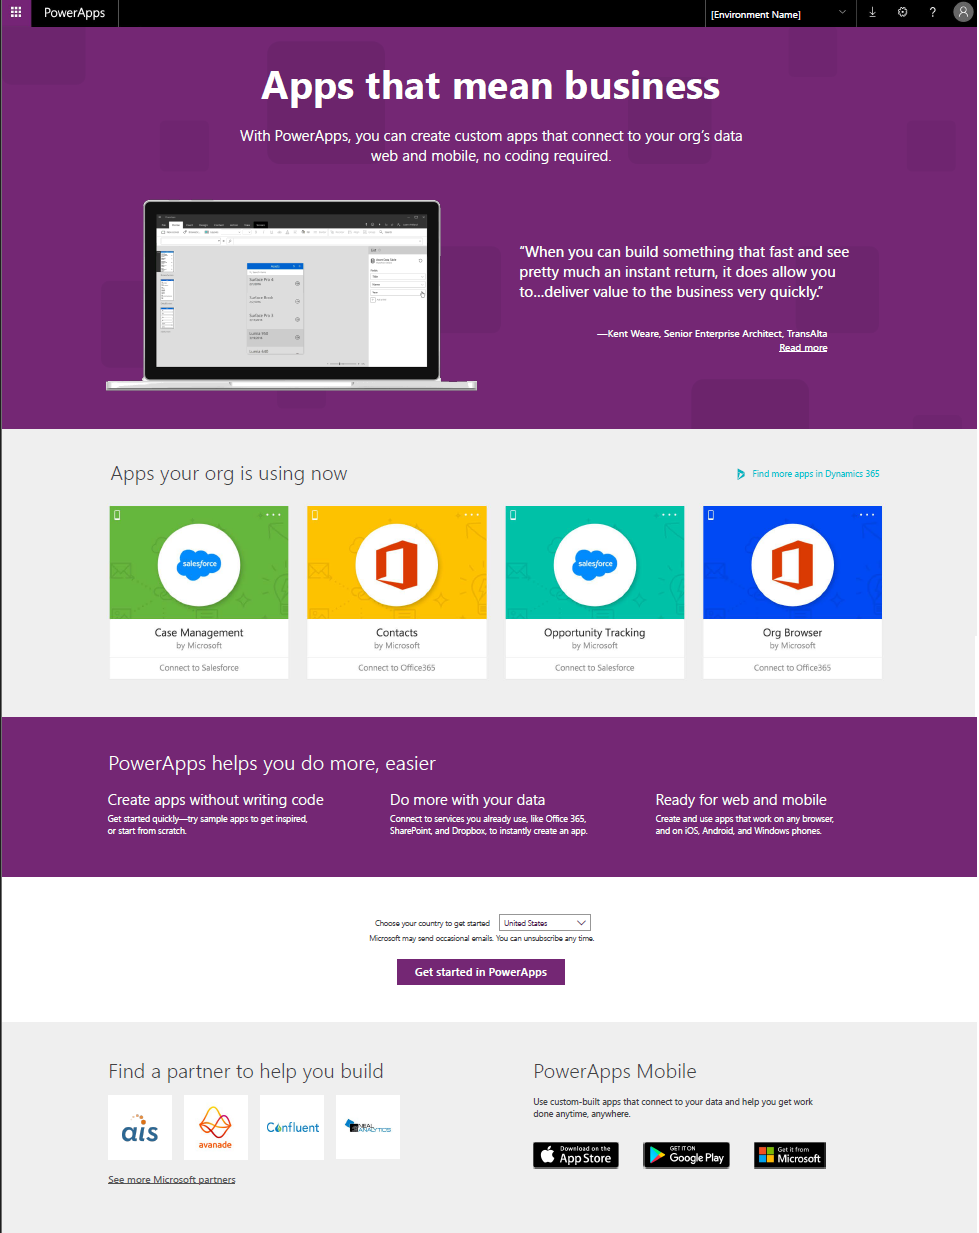 PowerApps
[Environment Name]
?
Apps that mean business
With PowerApps, you can create custom apps that connect to your org's data
web and mobile, no coding required.
"When you can build something that fast and see
pretty much an instant return, it does allow you
to...deliver value to the business very quickly."
—Kent Weare, Senior Enterprise Architect, TransAlta
Read more
Surface Pro 4
Surface Book
Surface Pro 3
Apps your org is using now
Find more apps in Dynamics 365
salesforce
salesforce
Case Management
by Microsoft
Connect to Salesforce
Contacts
by Microsoft
Connect to Office365
Opportunity Tracking
by Microsoft
Connect to Salesforce
Org Browser
by Microsoft
Connect to Office365
PowerApps helps you do more, easier
Create apps without writing code
Get started quickly—try sample apps to get inspired,
or start from scratch.
Do more with your data
Connect to services you already use, like Office 365,
SharePoint, and Dropbox, to instantly create an app.
Ready for web and mobile
Create and use apps that work on any browser,
and on iOS, Android, and Windows phones.
Choose your country to get started
United States
Microsoft may send occasional emails. You can unsubscribe any time.
Get started in PowerApps
Find a partner to help you build
ais
avanade
Confluent
NEAL
ANALYTICS
See more Microsoft partners
PowerApps Mobile
Use custom-built apps that connect to your data and help you get work
done anytime, anywhere.
Download on the
App Store
GET IT ON
Google Play
Get it from
Microsoft